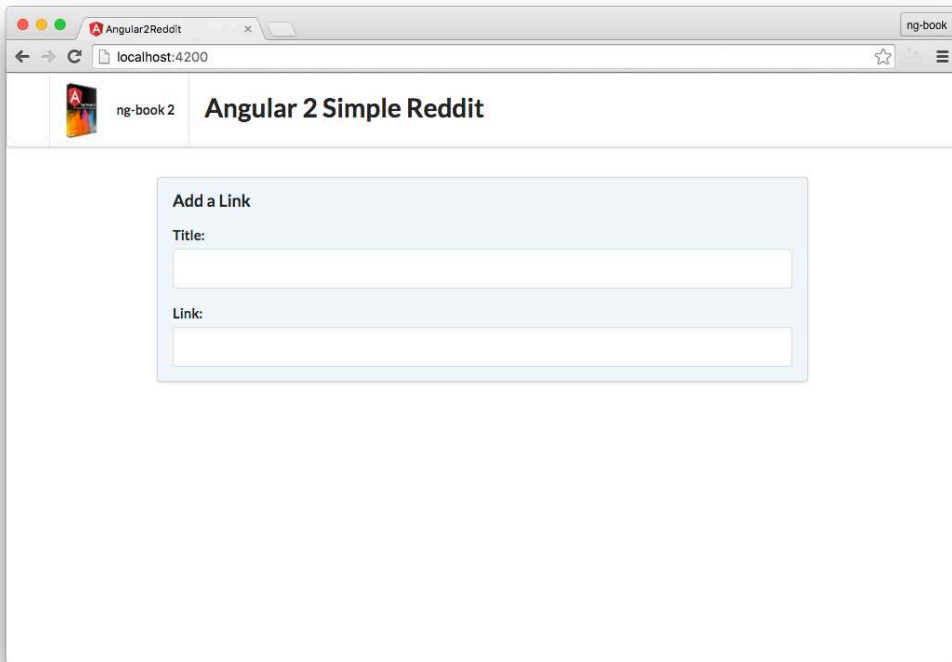 Angular2Reddit
ng-book
localhost:4200
ng-book 2
Angular 2 Simple Reddit
Add a Link
Title:
Link: